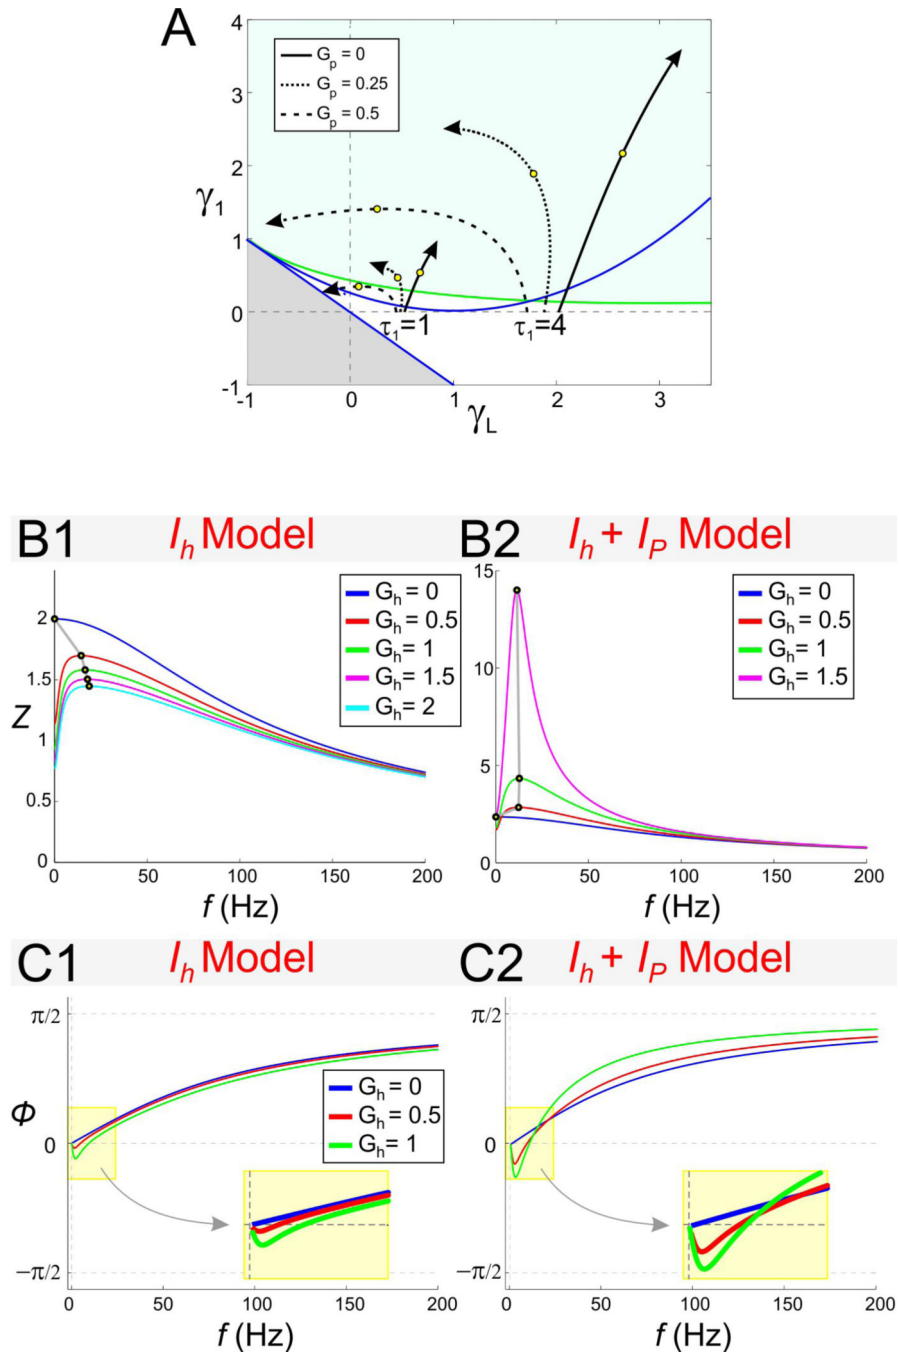 A
4
G_p = 0
G_p = 0.25
G_p = 0.5
3
2
γ_1
1
0
τ_1=1
τ_1=4
-1
-1
0
1
2
3
γ_L
B1
I_h Model
B2
I_h + I_P Model
G_h = 0
G_h = 0.5
G_h = 1
G_h = 1.5
G_h = 2
2
1.5
Z
1
0.5
0
0
50
100
150
200
f (Hz)
15
G_h = 0
G_h = 0.5
G_h = 1
G_h = 1.5
10
5
0
0
50
100
150
200
f (Hz)
C1
I_h Model
C2
I_h + I_P Model
π/2
Φ
0
−π/2
G_h = 0
G_h = 0.5
G_h = 1
0
50
100
150
200
f (Hz)
π/2
0
−π/2
0
50
100
150
200
f (Hz)